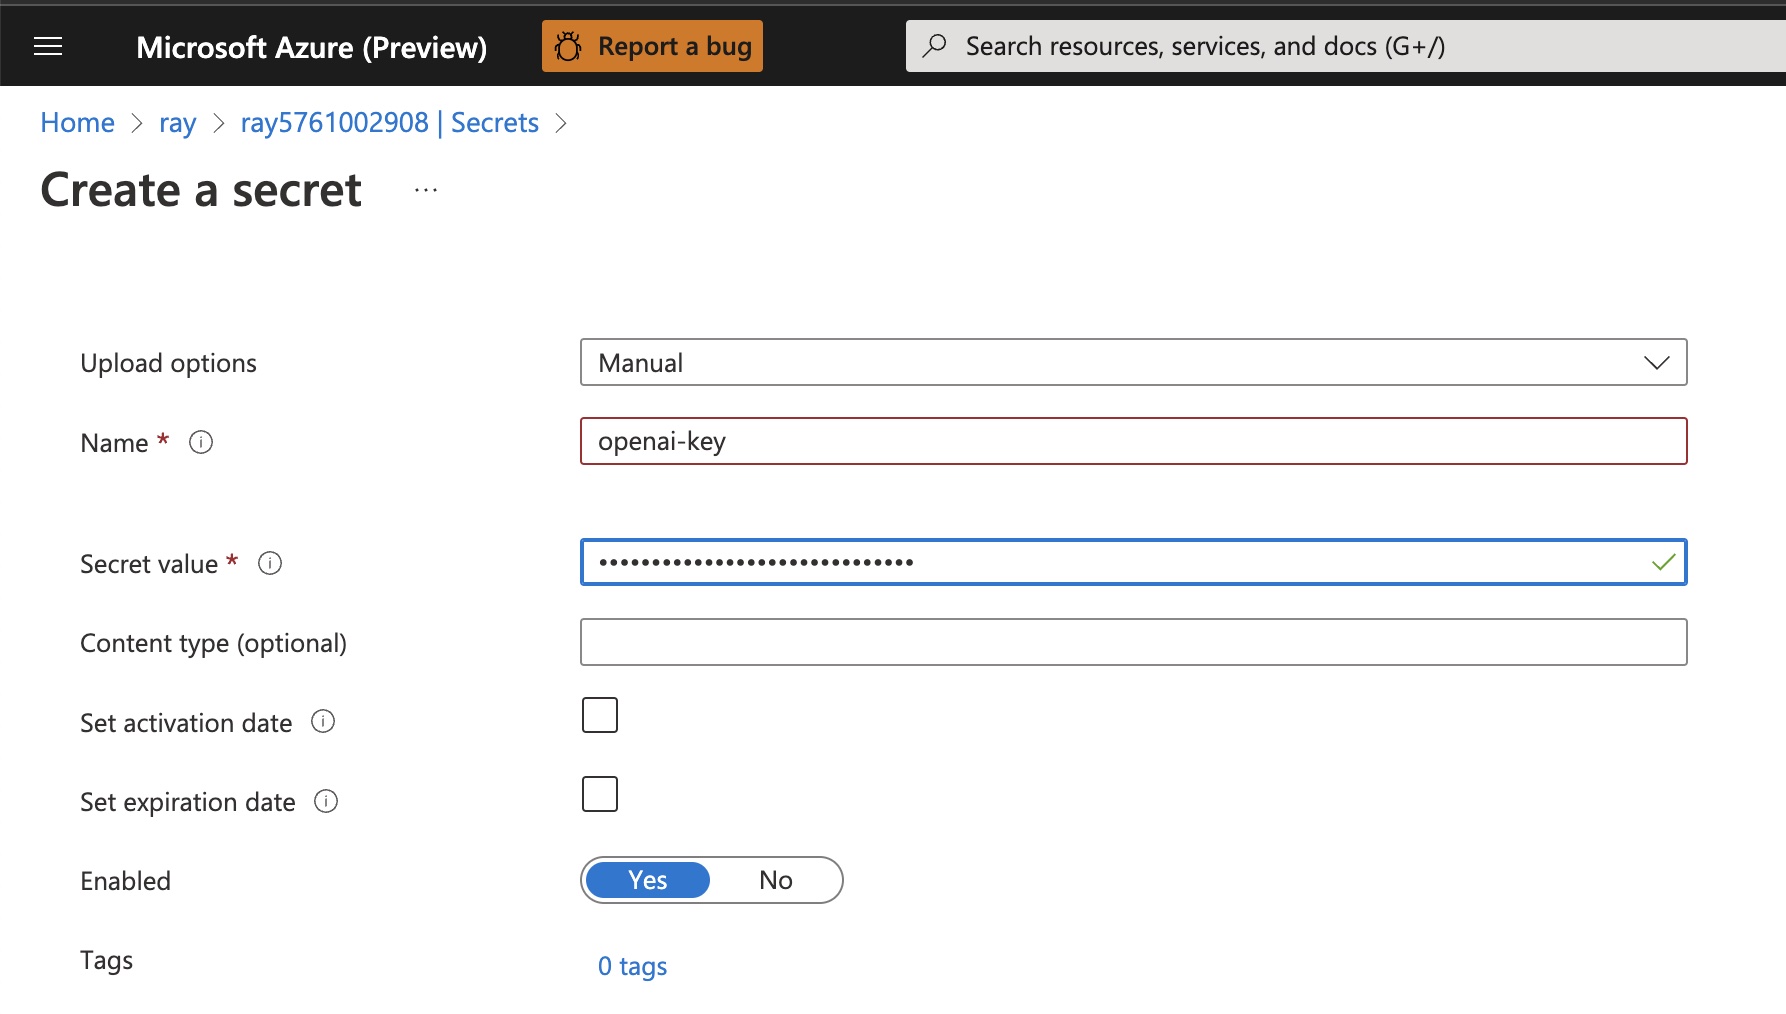 Microsoft Azure (Preview)
Report a bug
Search resources, services, and docs (G+/)
Home > ray > ray5761002908 | Secrets >
Create a secret ...
Upload options
Manual
Name *
openai-key
Secret value *
••••••••••••••••••••••••••••••
Content type (optional)
Set activation date
Set expiration date
Enabled
Yes No
Tags
0 tags